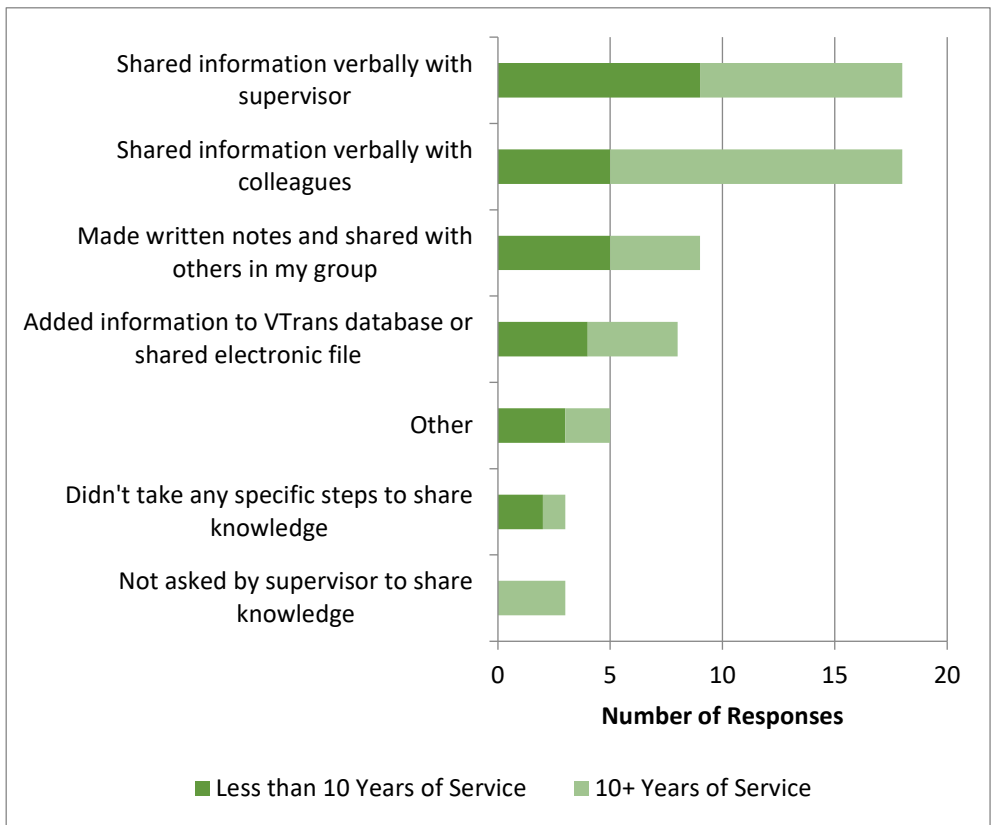 Shared information verbally with
supervisor
Shared information verbally with
colleagues
Made written notes and shared with
others in my group
Added information to VTrans database or
shared electronic file
Other
Didn't take any specific steps to share
knowledge
Not asked by supervisor to share
knowledge
0 5 10 15 20
Number of Responses
Less than 10 Years of Service 10+ Years of Service